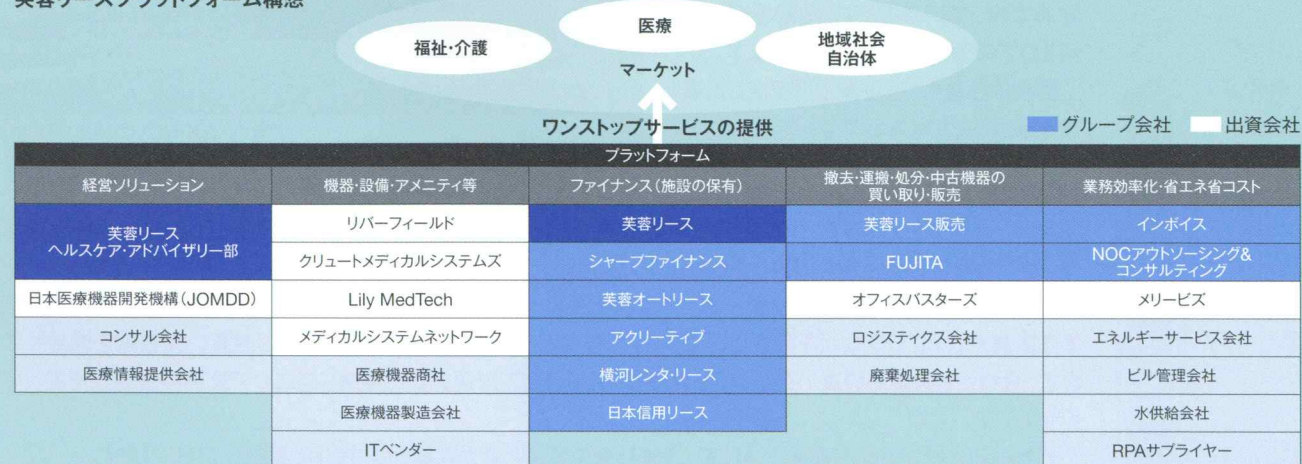 芙蓉リースプラットフォーム構想
医療
福祉・介護
地域社会
自治体
マーケット
ワンストップサービスの提供
グループ会社
出資会社
プラットフォーム
経営ソリューション
機器・設備・アメニティ等
ファイナンス(施設の保有)
撤去・運搬・処分・中古機器の
買い取り・販売
業務効率化・省エネ省コスト
芙蓉リース
ヘルスケア・アドバイザリー部
日本医療機器開発機構(JOMDD)
コンサル会社
医療情報提供会社
リバーフィールド
クリュートメディカルシステムズ
Lily MedTech
メディカルシステムネットワーク
医療機器商社
医療機器製造会社
ITベンダー
芙蓉リース
シャープファイナンス
芙蓉オートリース
アクリーティブ
横河レンタ・リース
日本信用リース
芙蓉リース販売
FUJITA
オフィスバスターズ
ロジスティクス会社
廃棄処理会社
インボイス
NOCアウトソーシング&
コンサルティング
メリービズ
エネルギーサービス会社
ビル管理会社
水供給会社
RPAサプライヤー